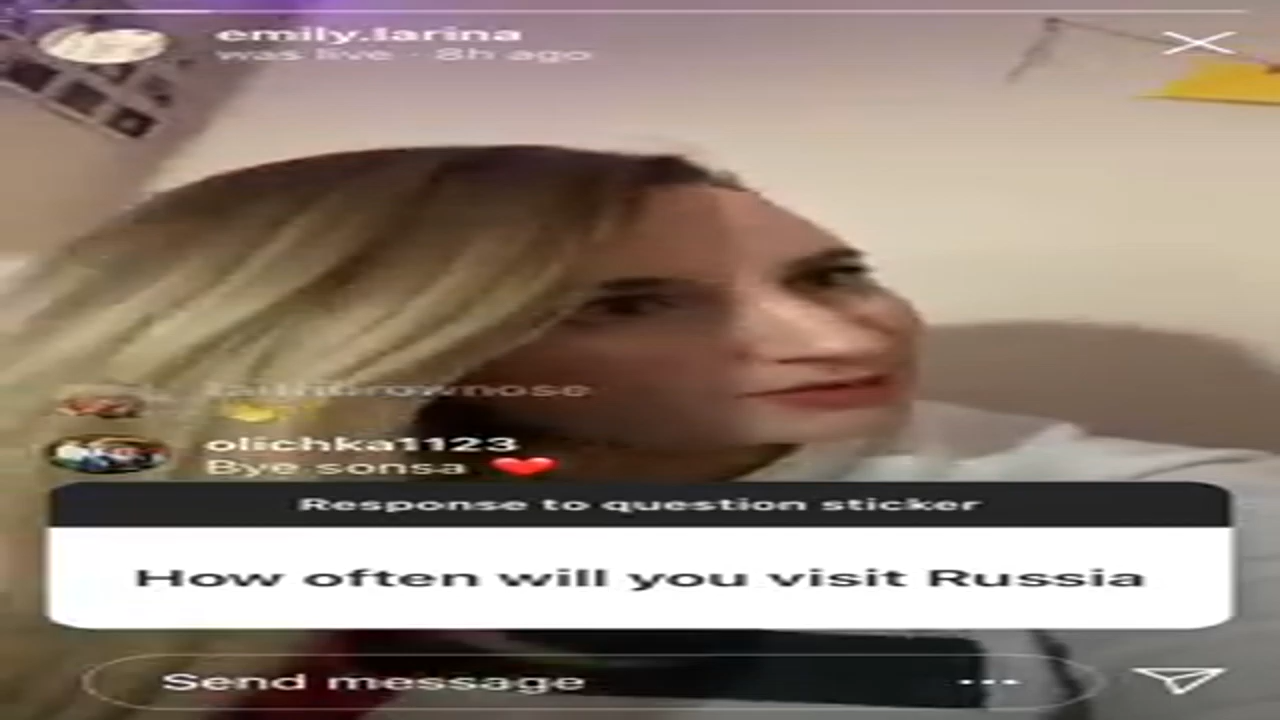 emily.larina
was live · 8h ago
olichka1123
Bye sonsa ❤️
Response to question sticker
How often will you visit Russia
Send message